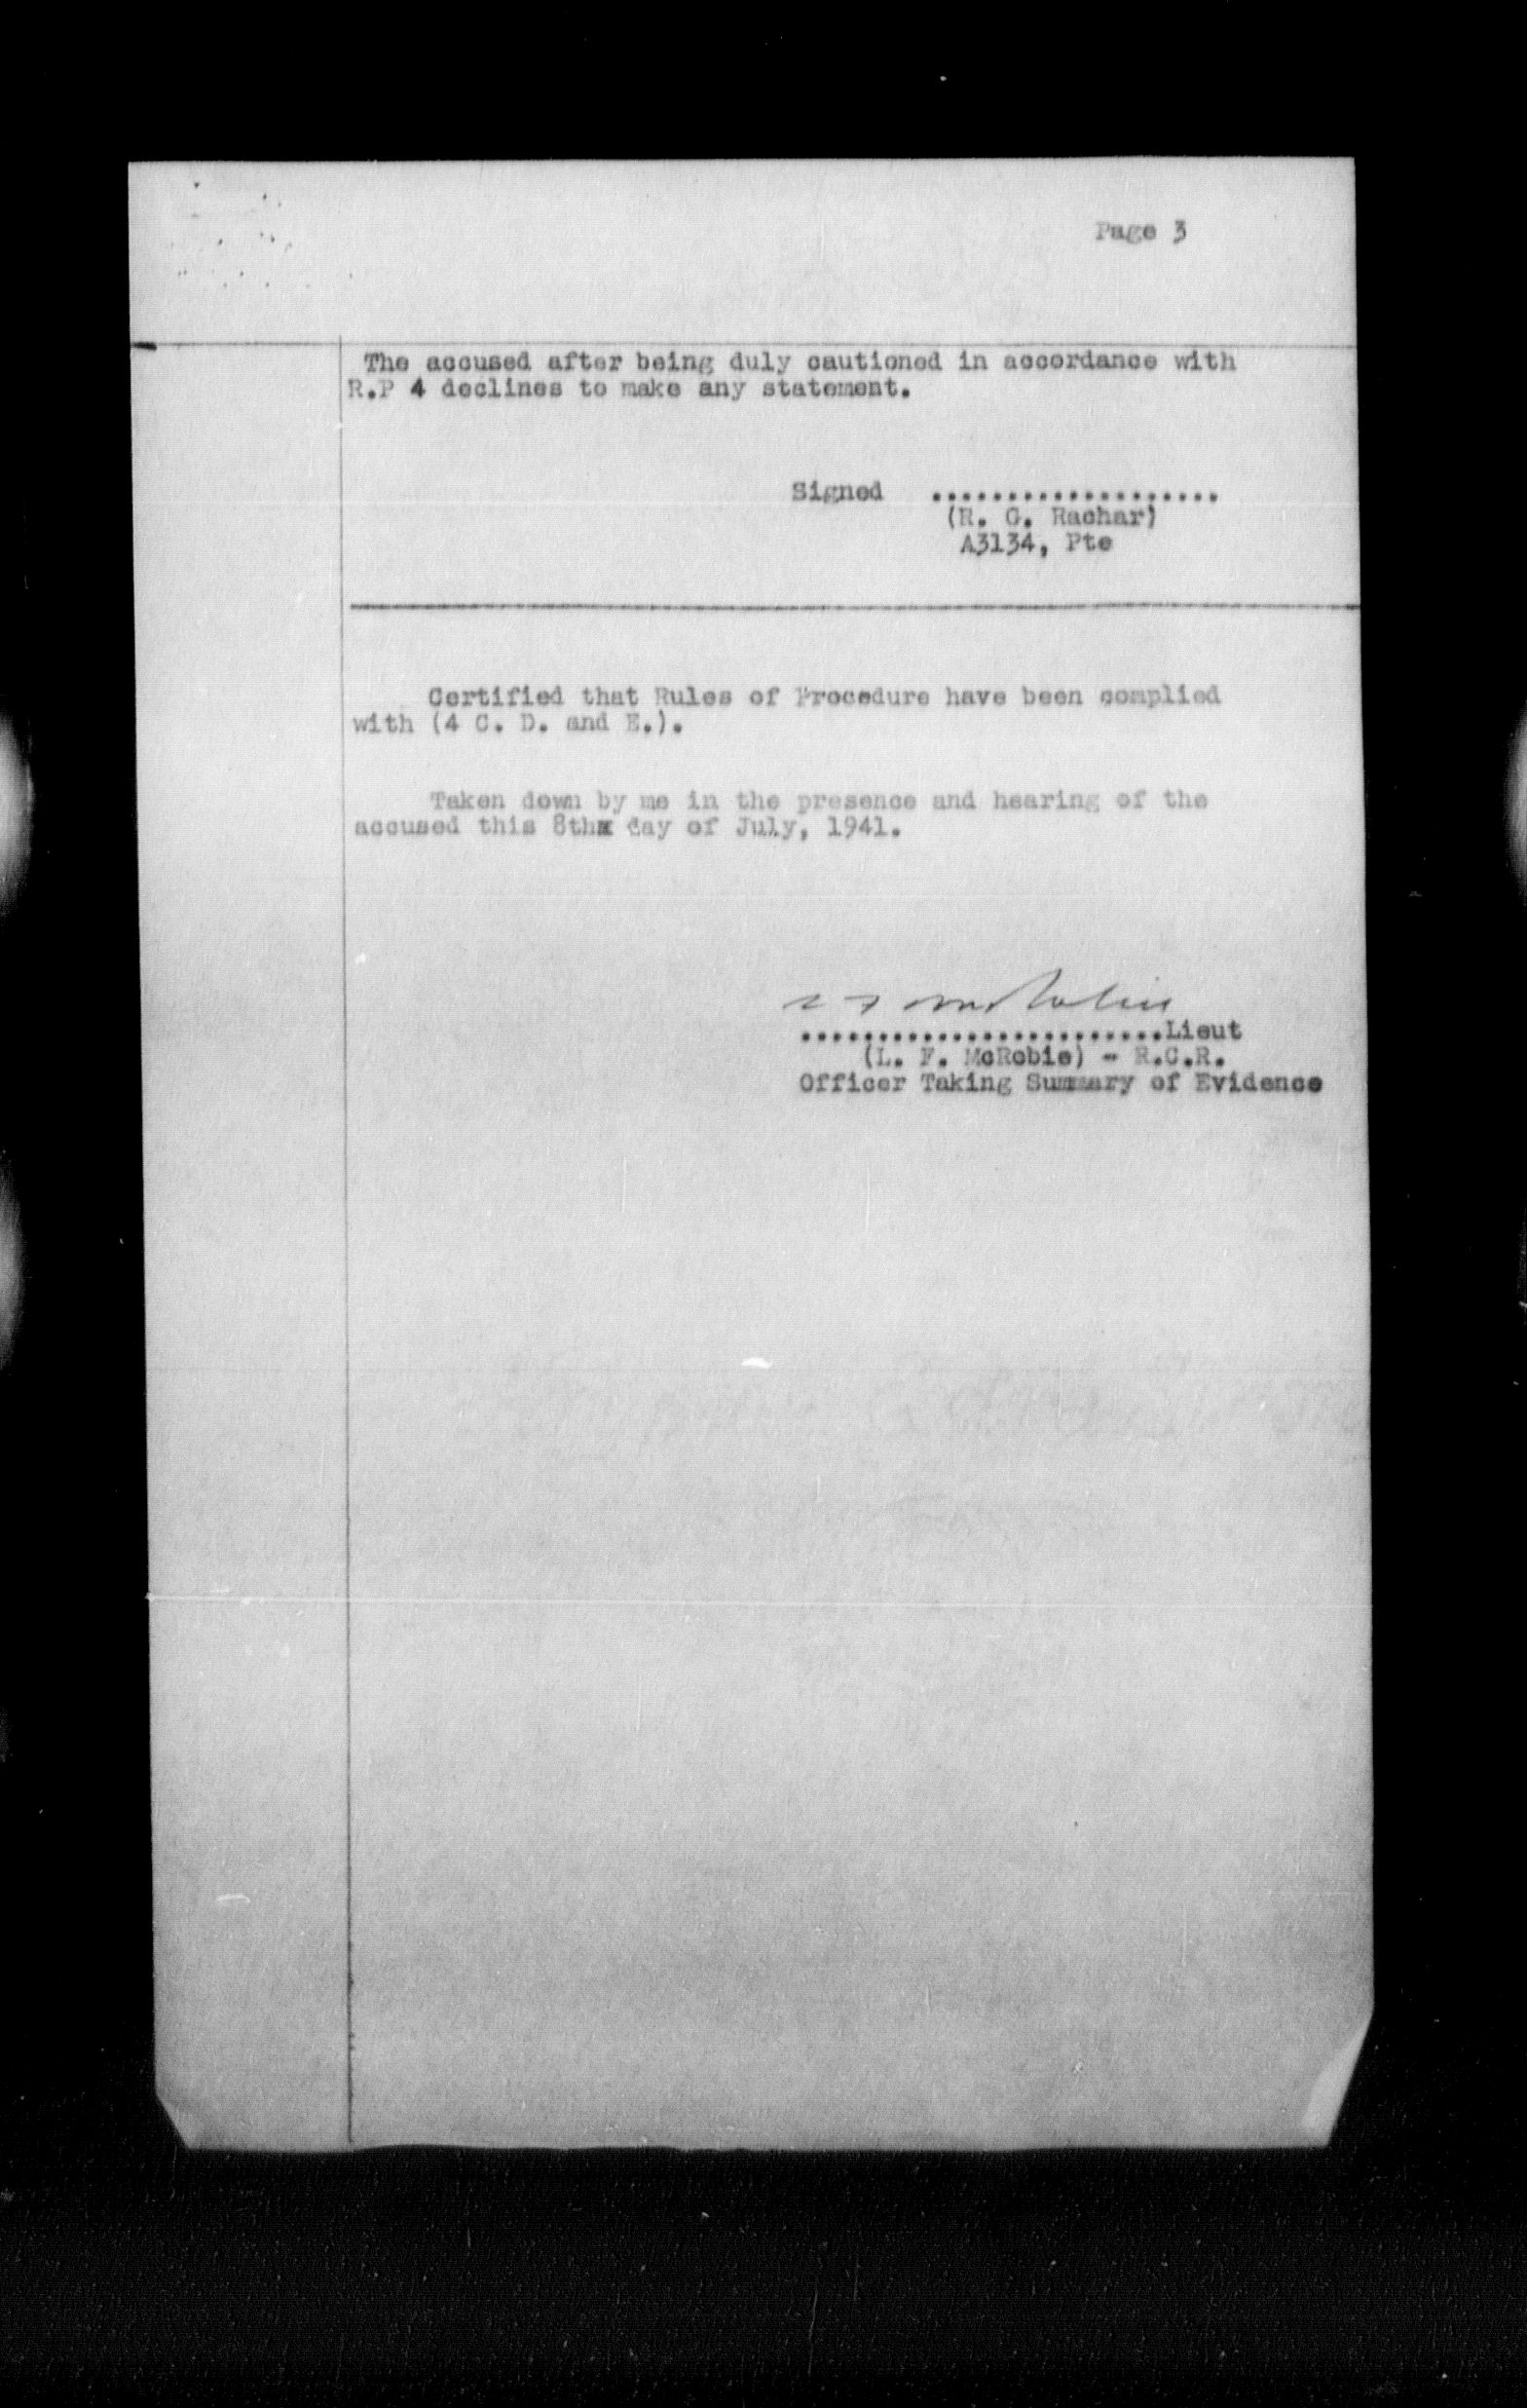 Page 3
The accused after being duly cautioned in accordance with
R.P 4 declines to make any statement.
Signed ...................
(R. G. Rachar)
A3134, Pte
Certified that Rules of Procedure have been complied
with (4 C. D. and E.).
Taken down by me in the presence and hearing of the
accused this 8thx day of July, 1941.
L F McRobie
........................Lieut
(L. F. McRobie) - R.C.R.
Officer Taking Summary of Evidence